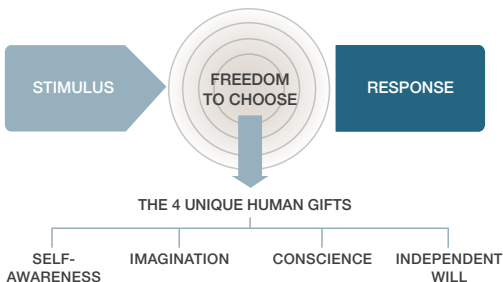 STIMULUS
FREEDOM
TO CHOOSE
RESPONSE
THE 4 UNIQUE HUMAN GIFTS
SELF-
AWARENESS
IMAGINATION
CONSCIENCE
INDEPENDENT
WILL